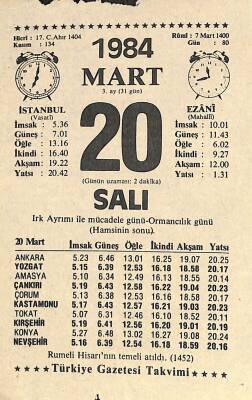 Hicrî : 17. C.Ahır 1404
Kasım : 134
1984
Rûmî : 7 Mart 1400
Gün : 80
MART
3. ay (31 gün)
İSTANBUL
(Vasatî)
İmsak : 5.36
Güneş : 7.01
Öğle : 13.16
İkindi : 16.40
Akşam : 19.22
Yatsı : 20.42
20
EZÂNÎ
(Mahallî)
İmsak : 10.01
Güneş : 11.43
Öğle : 6.02
İkindi : 9.27
Akşam : 12.00
Yatsı : 1.31
(Günün uzaması: 2 dakika)
SALI
Irk Ayrımı ile mücadele günü-Ormancılık günü
(Hamsinin sonu).
20 Mart İmsak Güneş Öğle İkindi Akşam Yatsı
ANKARA 5.23 6.46 13.01 16.25 19.07 20.25
YOZGAT 5.15 6.39 12.53 16.18 18.58 20.17
AMASYA 5.10 6.34 12.49 16.13 18.55 20.14
ÇANKIRI 5.19 6.43 12.58 16.22 19.04 20.23
ÇORUM 5.13 6.38 12.53 16.16 18.58 20.17
KASTAMONU 5.17 6.43 12.57 16.21 19.03 20.23
TOKAT 5.07 6.31 12.46 16.10 18.52 20.11
KIRŞEHİR 5.19 6.41 12.56 16.20 19.01 20.19
KONYA 5.27 6.48 13.02 16.27 19.08 20.24
NEVŞEHİR 5.16 6.39 12.54 16.18 18.59 20.16
Rumeli Hisarı'nın temeli atıldı. (1452)
★★★★ Türkiye Gazetesi Takvimi ★★★★